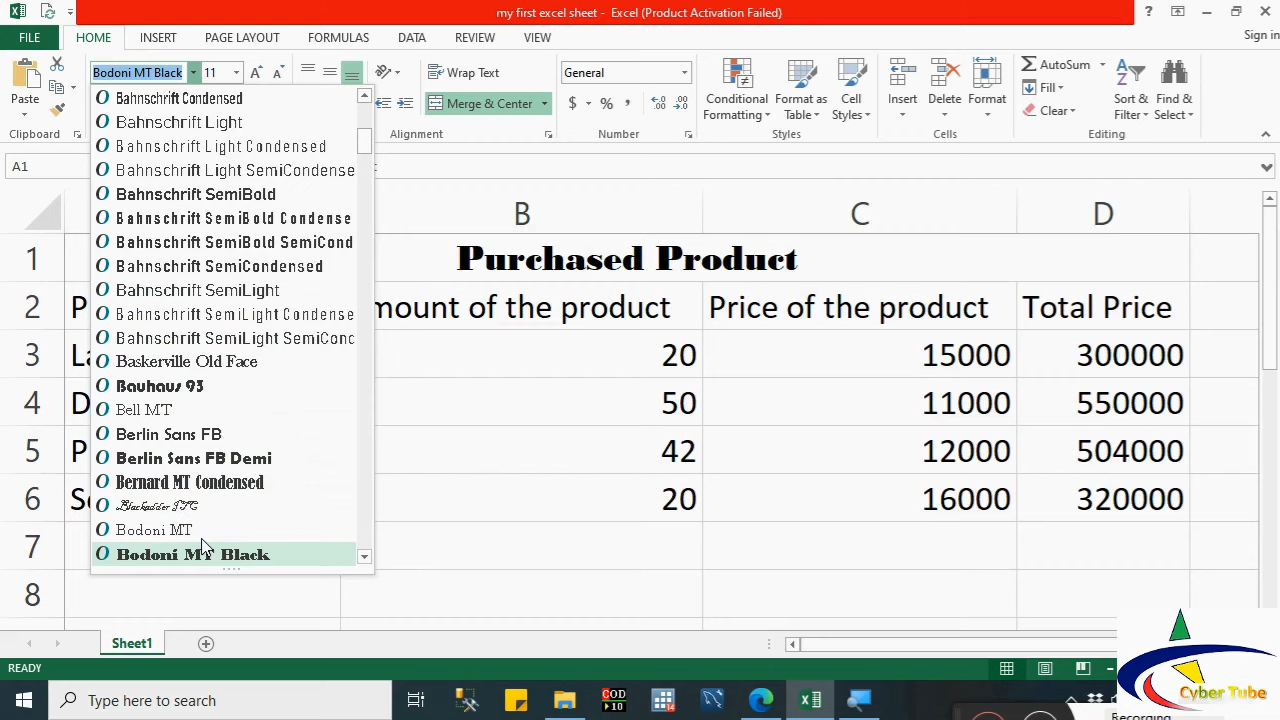 my first excel sheet - Excel (Product Activation Failed)
?
FILE
HOME
INSERT
PAGE LAYOUT
FORMULAS
DATA
REVIEW
VIEW
Sign in
Paste
Clipboard
Bodoni MT Black
11
Wrap Text
Merge & Center
Alignment
General
$ % ,
Number
Conditional
Formatting
Format as
Table
Cell
Styles
Styles
Insert
Delete
Format
Cells
AutoSum
Fill
Clear
Sort &
Filter
Find &
Select
Editing
A1
Bahnschrift Condensed
Bahnschrift Light
Bahnschrift Light Condensed
Bahnschrift Light SemiCondense
Bahnschrift SemiBold
Bahnschrift SemiBold Condense
Bahnschrift SemiBold SemiCond
Bahnschrift SemiCondensed
Bahnschrift SemiLight
Bahnschrift SemiLight Condense
Bahnschrift SemiLight SemiConc
Baskerville Old Face
Bauhaus 93
Bell MT
Berlin Sans FB
Berlin Sans FB Demi
Bernard MT Condensed
Blackadder ITC
Bodoni MT
Bodoni MT Black
B C D
1 Purchased Product
2 P mount of the product Price of the product Total Price
3 La 20 15000 300000
4 D 50 11000 550000
5 P 42 12000 504000
6 Se 20 16000 320000
7
8
Sheet1
READY
Type here to search
COD
►10
Cyber Tube
Recording